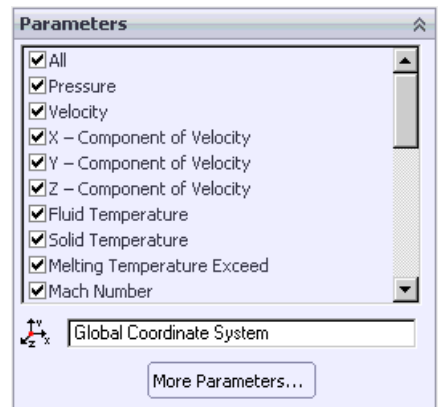 Parameters
All
Pressure
Velocity
X – Component of Velocity
Y – Component of Velocity
Z – Component of Velocity
Fluid Temperature
Solid Temperature
Melting Temperature Exceed
Mach Number
Global Coordinate System
More Parameters...